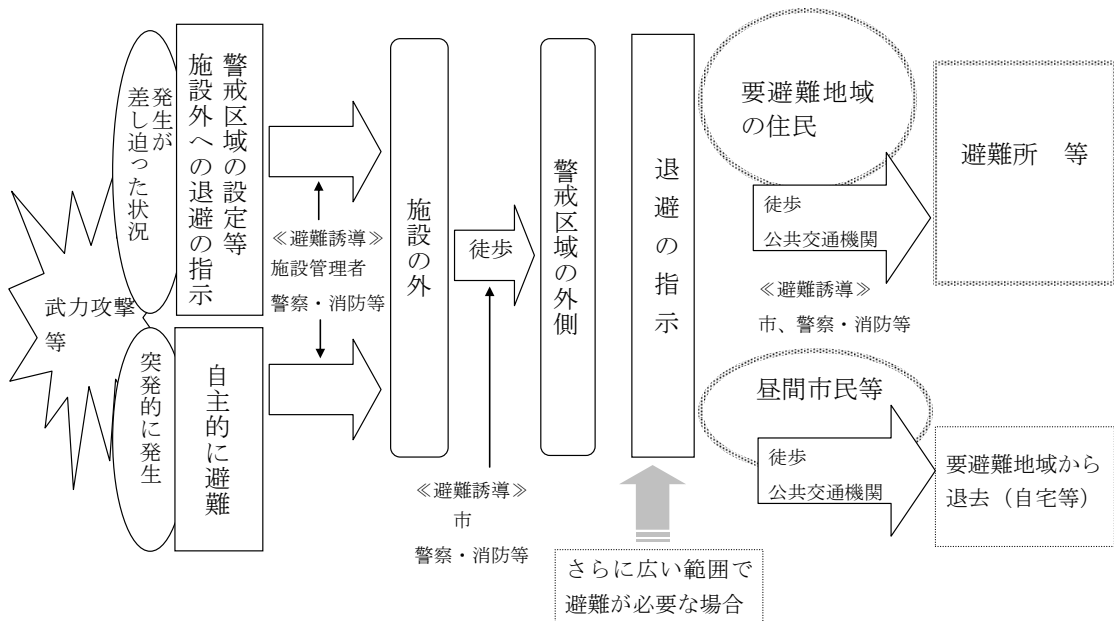 武力攻撃
等
発生が
差し迫った状況
警戒区域の設定等
施設外への退避の指示
突発的に発生
自主的に避難
≪避難誘導≫
施設管理者
警察・消防等
施設の外
徒歩
≪避難誘導≫
市
警察・消防等
警戒区域の外側
退避の指示
さらに広い範囲で
避難が必要な場合
要避難地域
の住民
徒歩
公共交通機関
≪避難誘導≫
市、警察・消防等
避難所　等
昼間市民等
徒歩
公共交通機関
要避難地域から
退去（自宅等）